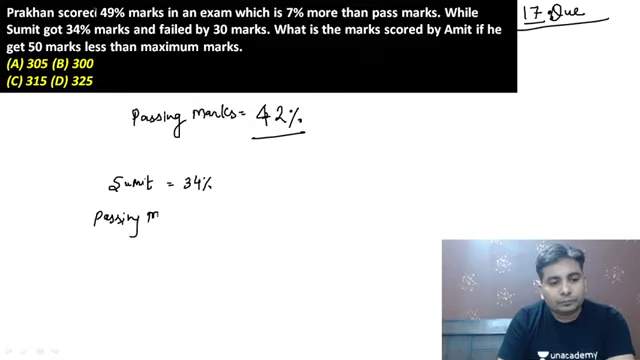 Prakhan scored 49% marks in an exam which is 7% more than pass marks. While
Sumit got 34% marks and failed by 30 marks. What is the marks scored by Amit if he
get 50 marks less than maximum marks.
(A) 305 (B) 300
(C) 315 (D) 325
17 Que
Passing Marks = 42%
Sumit = 34%
Passing M
unacademy